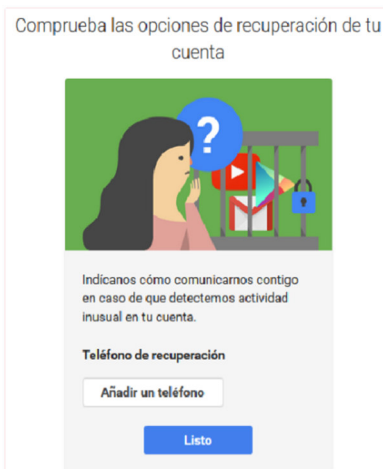 Comprueba las opciones de recuperación de tu
cuenta
?
Indícanos cómo comunicarnos contigo
en caso de que detectemos actividad
inusual en tu cuenta.
Teléfono de recuperación
Añadir un teléfono
Listo